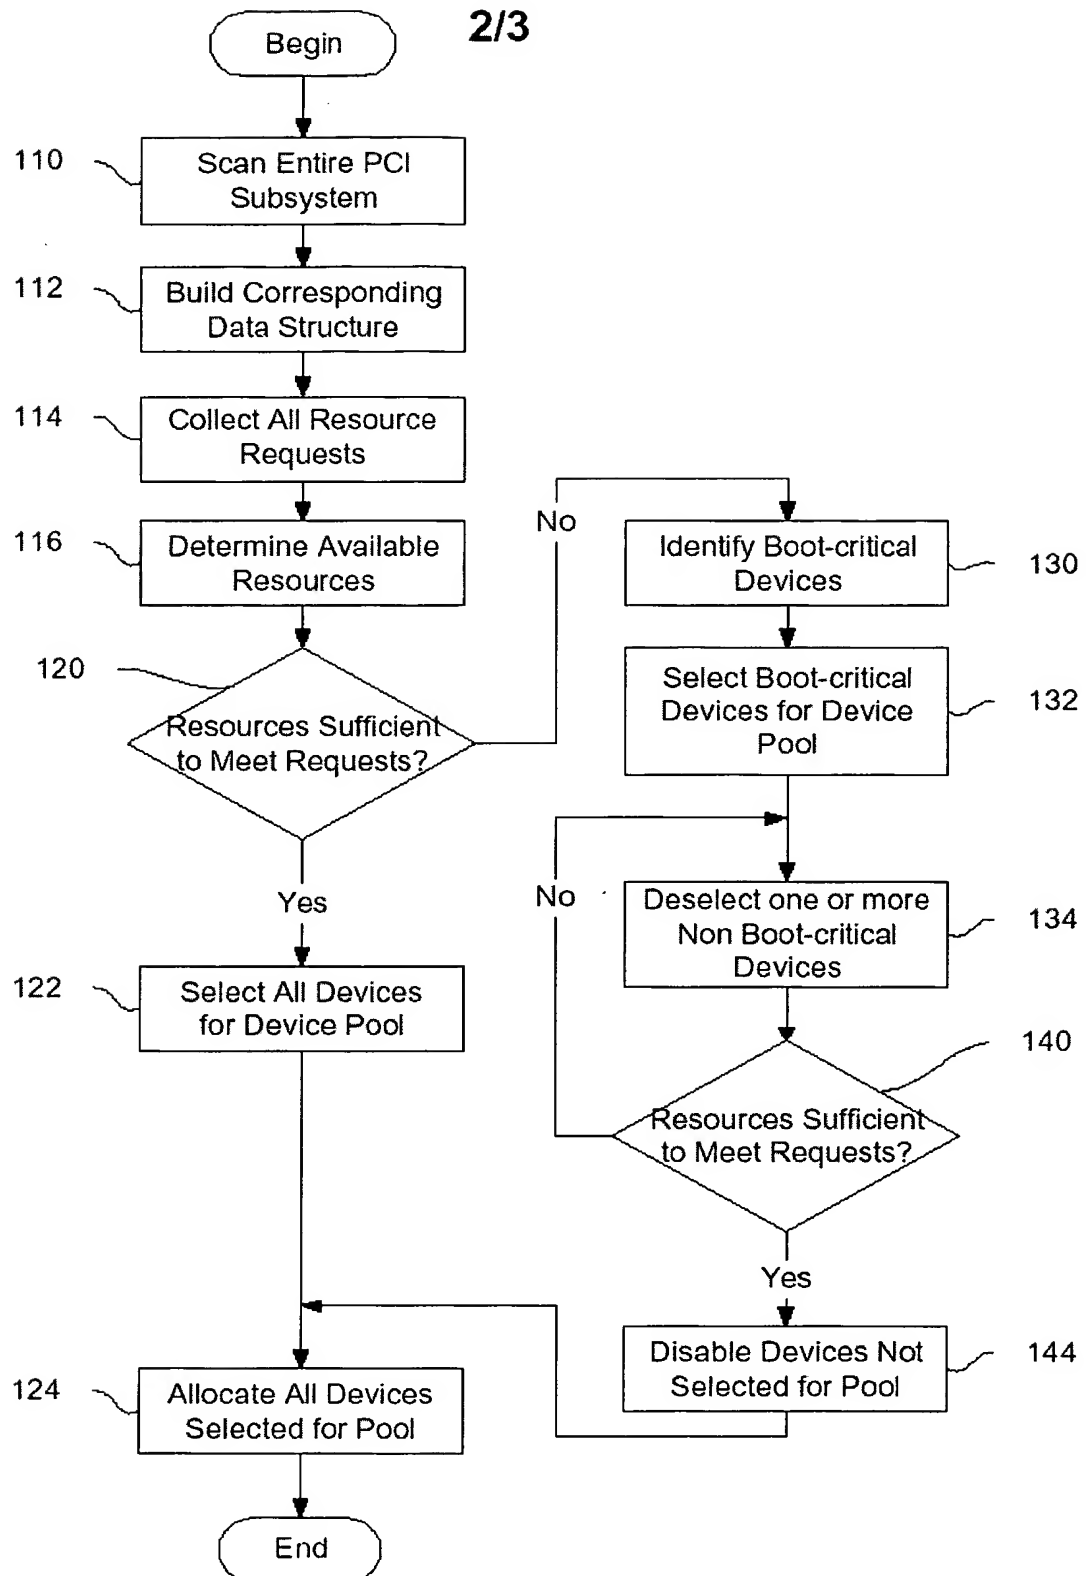 2/3
Begin
110
Scan Entire PCI
Subsystem
112
Build Corresponding
Data Structure
114
Collect All Resource
Requests
116
Determine Available
Resources
120
Resources Sufficient
to Meet Requests?
No
Yes
122
Select All Devices
for Device Pool
Identify Boot-critical
Devices
130
Select Boot-critical
Devices for Device
Pool
132
Deselect one or more
Non Boot-critical
Devices
134
No
140
Resources Sufficient
to Meet Requests?
Yes
Disable Devices Not
Selected for Pool
144
124
Allocate All Devices
Selected for Pool
End